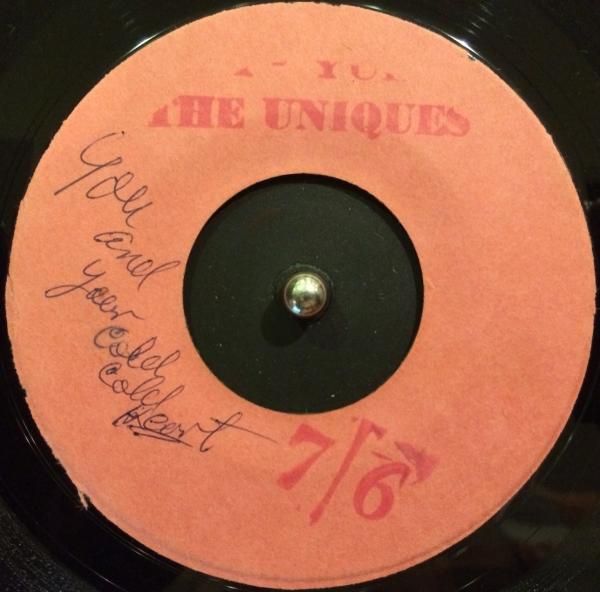 THE UNIQUES
You
and
your
cold
cold
Heart
7/6